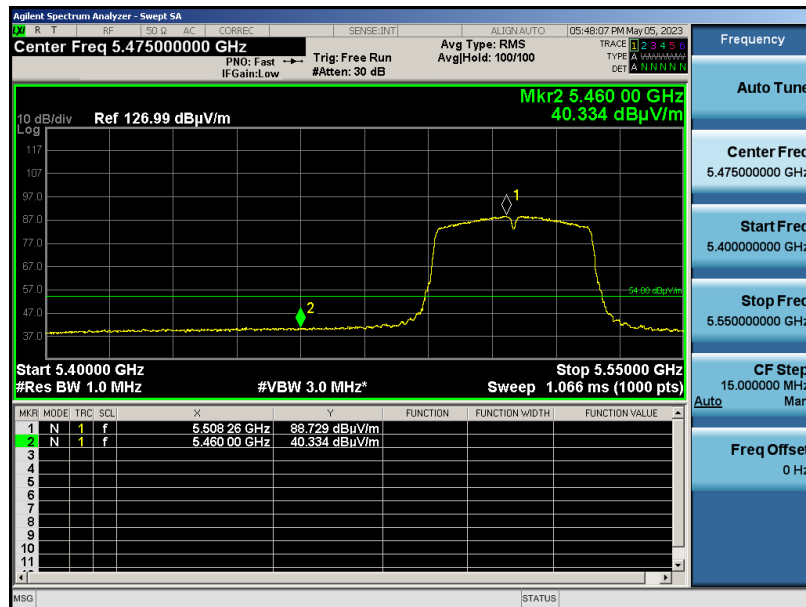 Agilent Spectrum Analyzer - Swept SA
LXI R T RF 50 Ω AC CORREC SENSE:INT ALIGN AUTO 05:48:07 PM May 05, 2023
Center Freq 5.475000000 GHz
PNO: Fast
IFGain:Low
Trig: Free Run
#Atten: 30 dB
Avg Type: RMS
Avg|Hold: 100/100
TRACE 1 2 3 4 5 6
TYPE A WWWWW
DET A N N N N N
Mkr2 5.460 00 GHz
40.334 dBµV/m
10 dB/div Ref 126.99 dBµV/m
Log
117
107
97.0
87.0
77.0
67.0
57.0
47.0
37.0
1
2
54.00 dBµV/m
Start 5.40000 GHz Stop 5.55000 GHz
#Res BW 1.0 MHz #VBW 3.0 MHz* Sweep 1.066 ms (1000 pts)
MKR MODE TRC SCL X Y FUNCTION FUNCTION WIDTH FUNCTION VALUE
1 N 1 f 5.508 26 GHz 88.729 dBµV/m
2 N 1 f 5.460 00 GHz 40.334 dBµV/m
3
4
5
6
7
8
9
10
11
MSG STATUS
Frequency
Auto Tune
Center Freq
5.475000000 GHz
Start Freq
5.400000000 GHz
Stop Freq
5.550000000 GHz
CF Step
15.000000 MHz
Auto Man
Freq Offset
0 Hz